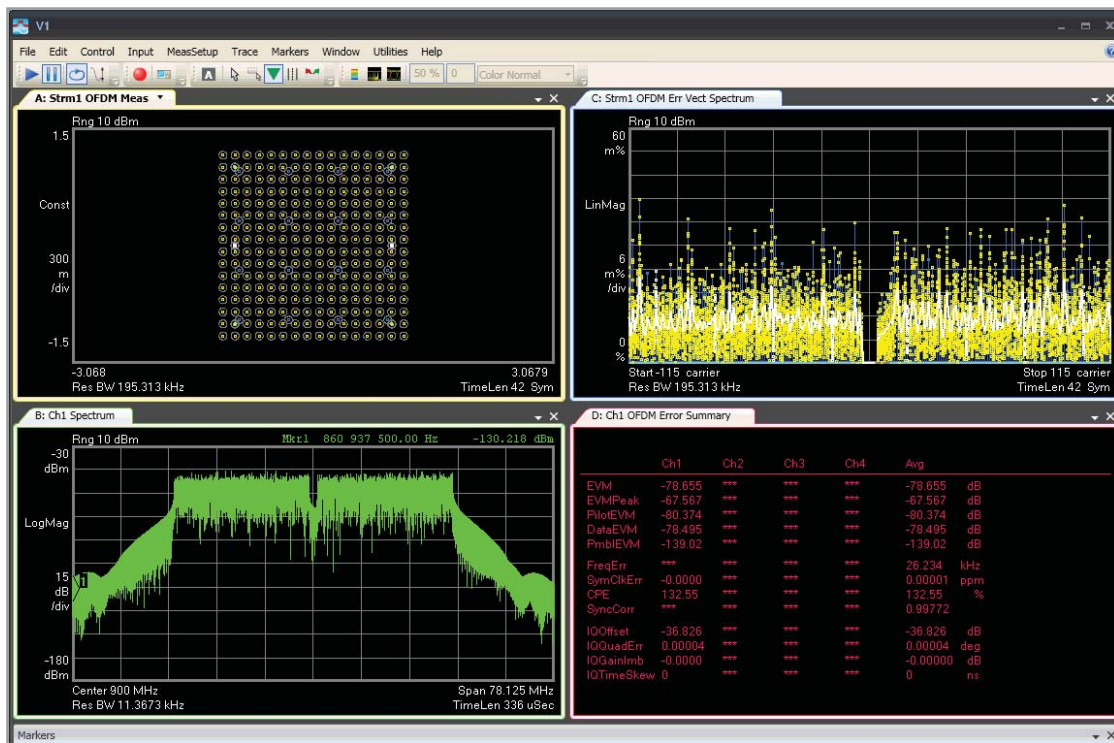 V1
File Edit Control Input MeasSetup Trace Markers Window Utilities Help
A 50 % 0 Color Normal
A: Strm1 OFDM Meas
Rng 10 dBm
1.5
Const
300
m
/div
-1.5
-3.068 3.0679
Res BW 195.313 kHz TimeLen 42 Sym
C: Strm1 OFDM Err Vect Spectrum
Rng 10 dBm
60
m%
LinMag
6
m%
/div
0
%
Start-115 carrier Stop 115 carrier
Res BW 195.313 kHz TimeLen 42 Sym
B: Ch1 Spectrum
Rng 10 dBm Mkr1 860 937 500.00 Hz -130.218 dBm
-30
dBm
LogMag
15
dB
/div
1
-180
dBm
Center 900 MHz Span 78.125 MHz
Res BW 11.3673 kHz TimeLen 336 uSec
D: Ch1 OFDM Error Summary
Ch1 Ch2 Ch3 Ch4 Avg
EVM -78.655 *** *** *** -78.655 dB
EVMPeak -67.567 *** *** *** -67.567 dB
PilotEVM -80.374 *** *** *** -80.374 dB
DataEVM -78.495 *** *** *** -78.495 dB
PmblEVM -139.02 *** *** *** -139.02 dB
FreqErr *** *** *** *** 26.234 kHz
SymClkErr -0.0000 *** *** *** 0.00001 ppm
CPE 132.55 *** *** *** 132.55 %
SyncCorr *** *** *** *** 0.99772
IQOffset -36.826 *** *** *** -36.826 dB
IQQuadErr 0.00004 *** *** *** 0.00004 deg
IQGainImb -0.0000 *** *** *** -0.00000 dB
IQTimeSkew 0 *** *** *** 0 ns
Markers